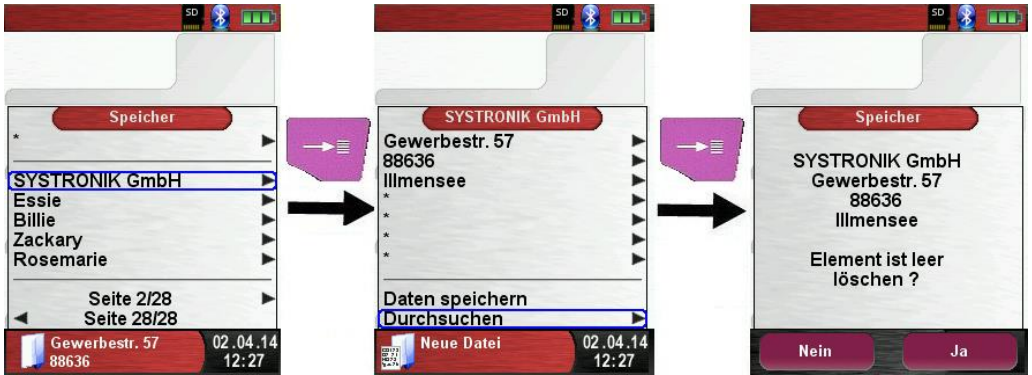 SD
Speicher
*
SYSTRONIK GmbH
Essie
Billie
Zackary
Rosemarie
Seite 2/28
Seite 28/28
Gewerbestr. 57
88636
02.04.14
12:27
SD
SYSTRONIK GmbH
Gewerbestr. 57
88636
Illmensee
*
*
*
*
Daten speichern
Durchsuchen
Neue Datei
02.04.14
12:27
SD
Speicher
SYSTRONIK GmbH
Gewerbestr. 57
88636
Illmensee
Element ist leer
löschen ?
Nein
Ja